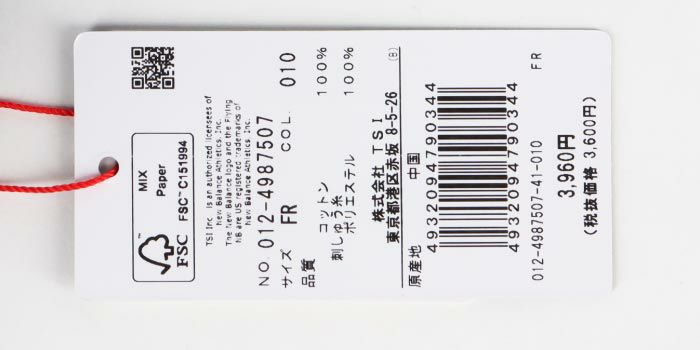 MIX
Paper
FSC™ C151994
FSC™
TSI Inc. is an authorized licensees of
New Balance Athletics, Inc.
The New Balance logo and the Flying
NB are US registered trademarks of
New Balance Athletics, Inc.
NO. 012-4987507 COL. 010
サイズ FR
品質
コットン 100%
刺しゅう糸
ポリエステル 100%
株式会社 TSI
東京都港区赤坂 8-5-26 (8)
原産地 中国
4932094790344
4932094790344
012-4987507-41-010 FR
3,960円
(税抜価格 3,600円)